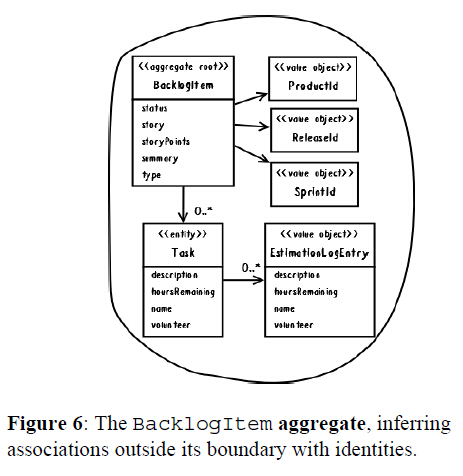 <<aggregate root>>
BacklogItem
status
story
storyPoints
summary
type
<<value object>>
ProductId
<<value object>>
ReleaseId
<<value object>>
SprintId
0..*
<<entity>>
Task
description
hoursRemaining
name
volunteer
0..*
<<value object>>
EstimationLogEntry
description
hoursRemaining
name
volunteer
Figure 6: The BacklogItem aggregate, inferring
associations outside its boundary with identities.